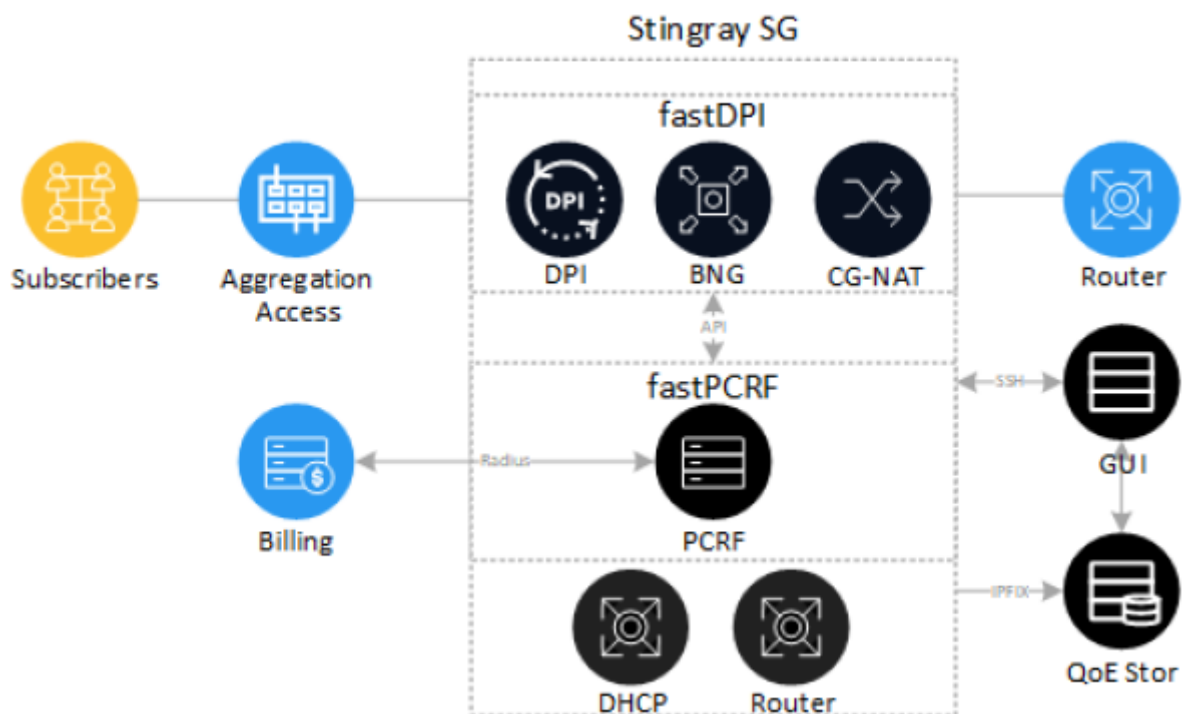 Stingray SG
fastDPI
DPI
Subscribers
Aggregation
Access
DPI
BNG
CG-NAT
Router
API
fastPCRF
SSH
Radius
GUI
Billing
PCRF
IPFIX
DHCP
Router
QoE Stor